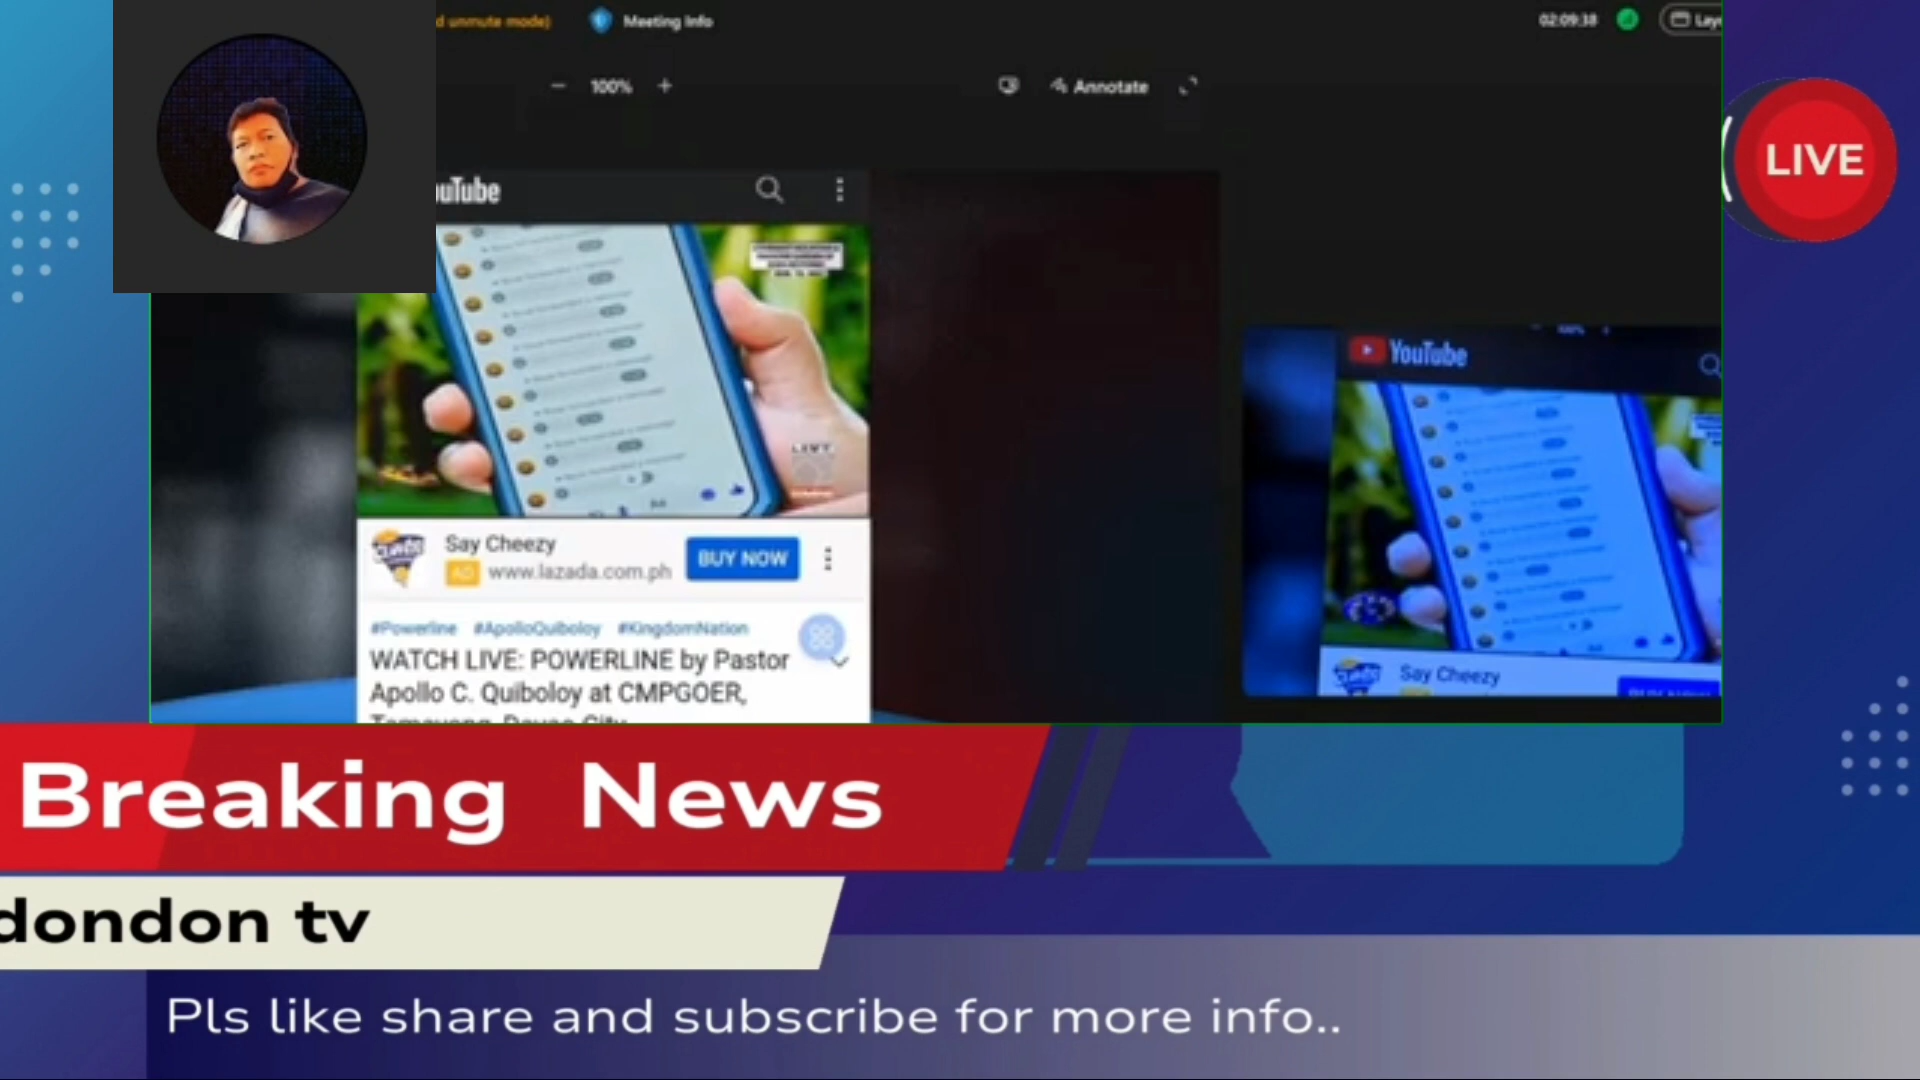 d unmute mode)
Meeting Info
02:09:38
Layo
100%
Annotate
uTube
YouTube
LIVE
Say Cheezy
AD www.lazada.com.ph
BUY NOW
Say Cheezy
#Powerline #ApolloQuiboloy #KingdomNation
WATCH LIVE: POWERLINE by Pastor
Apollo C. Quiboloy at CMPGOER,
Breaking News
dondon tv
Pls like share and subscribe for more info..